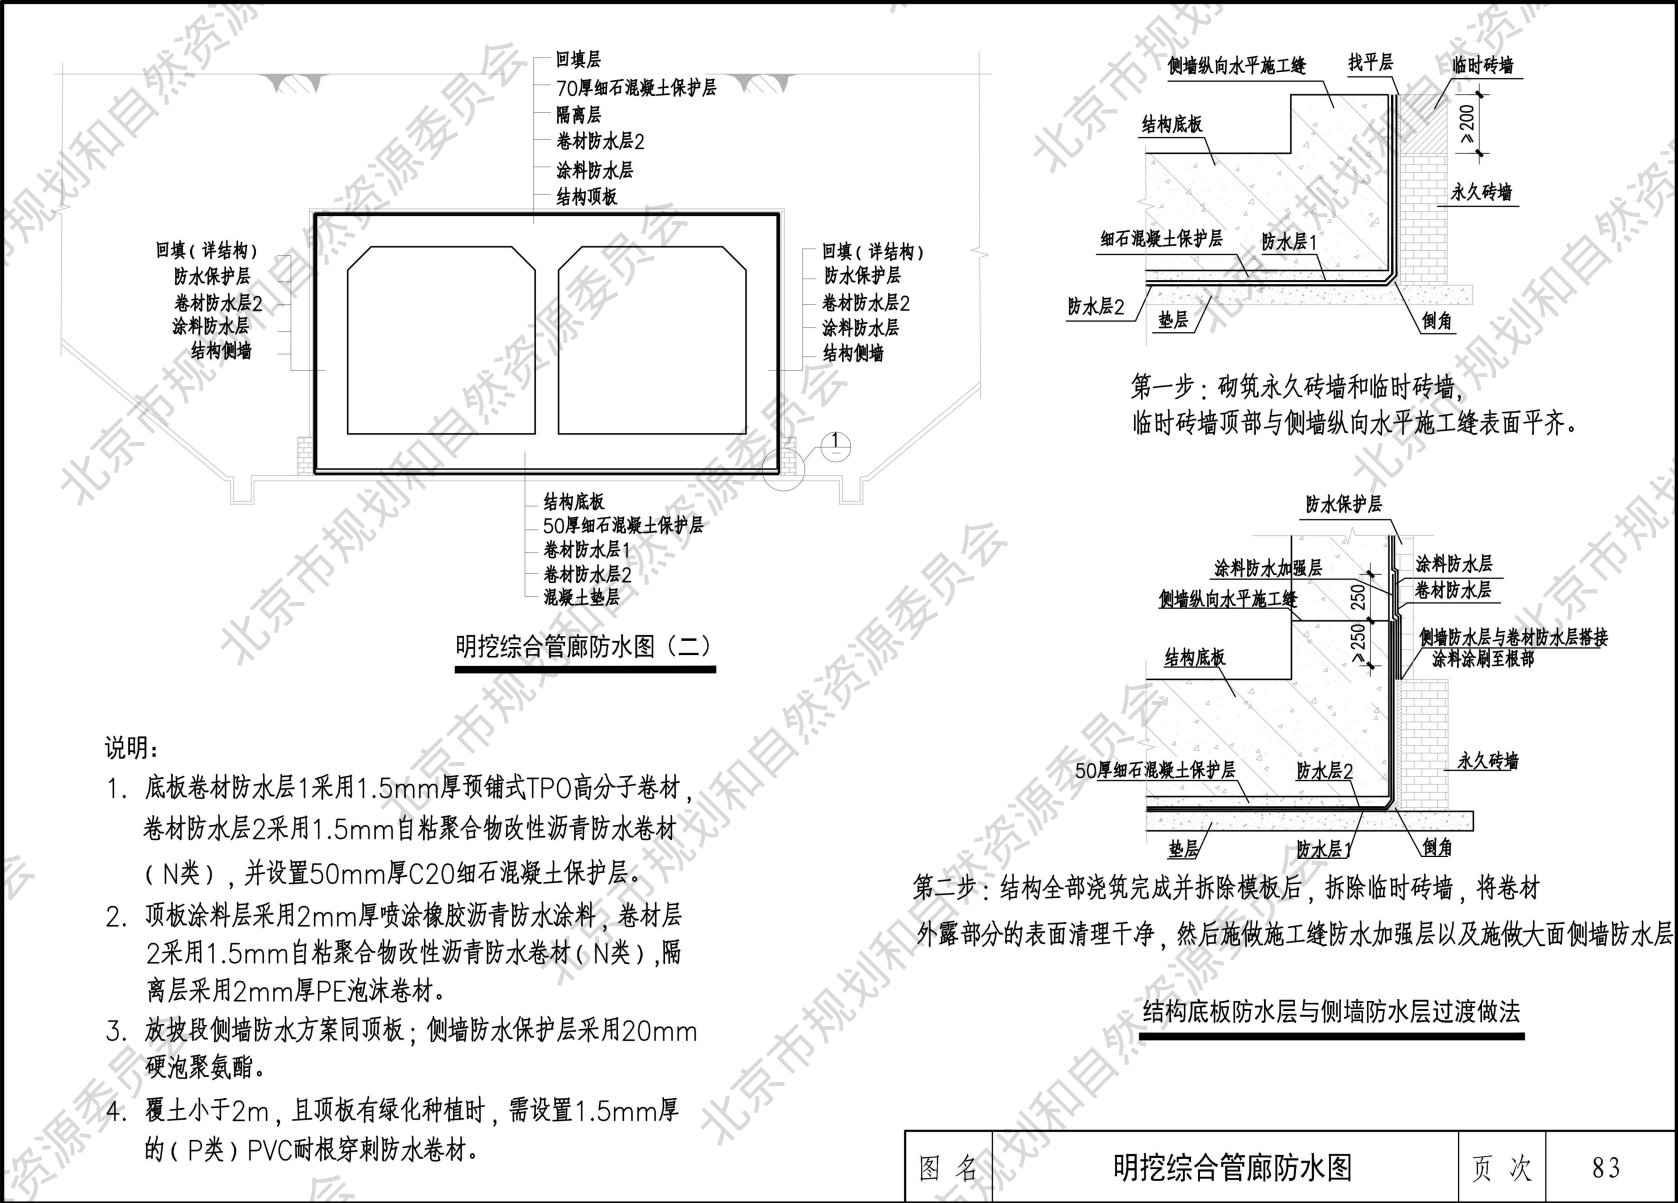 回填层
70厚细石混凝土保护层
隔离层
卷材防水层2
涂料防水层
结构顶板
回填(详结构)
防水保护层
卷材防水层2
涂料防水层
结构侧墙
回填(详结构)
防水保护层
卷材防水层2
涂料防水层
结构侧墙
1
结构底板
50厚细石混凝土保护层
卷材防水层1
卷材防水层2
混凝土垫层
明挖综合管廊防水图（二）
说明:
1. 底板卷材防水层1采用1.5mm厚预铺式TPO高分子卷材,
卷材防水层2采用1.5mm自粘聚合物改性沥青防水卷材
(N类),并设置50mm厚C20细石混凝土保护层。
2. 顶板涂料层采用2mm厚喷涂橡胶沥青防水涂料,卷材层
2采用1.5mm自粘聚合物改性沥青防水卷材(N类),隔
离层采用2mm厚PE泡沫卷材。
3. 放坡段侧墙防水方案同顶板;侧墙防水保护层采用20mm
硬泡聚氨酯。
4. 覆土小于2m,且顶板有绿化种植时,需设置1.5mm厚
的(P类)PVC耐根穿刺防水卷材。
侧墙纵向水平施工缝
找平层
临时砖墙
结构底板
≥200
永久砖墙
细石混凝土保护层
防水层1
防水层2
垫层
倒角
第一步:砌筑永久砖墙和临时砖墙,
临时砖墙顶部与侧墙纵向水平施工缝表面平齐。
防水保护层
涂料防水加强层
涂料防水层
卷材防水层
侧墙纵向水平施工缝
250
≥250
侧墙防水层与卷材防水层搭接
涂料涂刷至根部
结构底板
50厚细石混凝土保护层
防水层2
永久砖墙
垫层
防水层1
倒角
第二步:结构全部浇筑完成并拆除模板后,拆除临时砖墙,将卷材
外露部分的表面清理干净,然后施做施工缝防水加强层以及施做大面侧墙防水层
结构底板防水层与侧墙防水层过渡做法
图名
明挖综合管廊防水图
页次
83
北京市规划和自然资源委员会